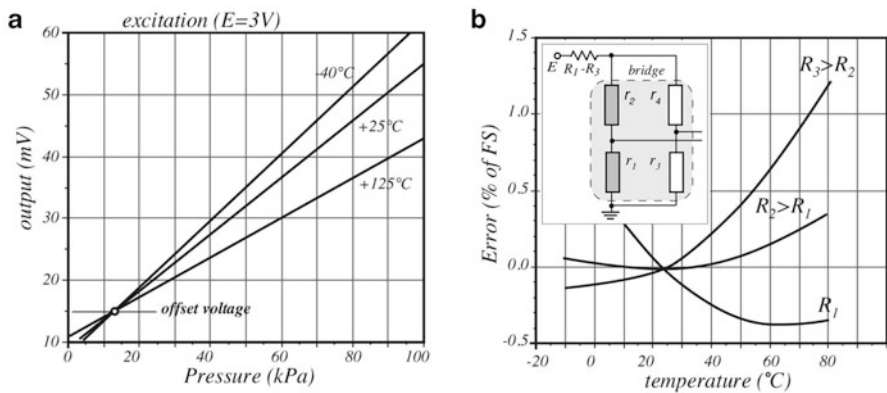 a
excitation (E=3V)
output (mV)
60
50
40
30
20
10
-40°C
+25°C
+125°C
offset voltage
0
20
40
60
80
100
Pressure (kPa)
b
Error (% of FS)
1.5
1.0
0.5
0.0
-0.5
E
R1-R3
bridge
r2
r4
r1
r3
R3>R2
R2>R1
R1
-20
0
20
40
60
80
temperature (°C)